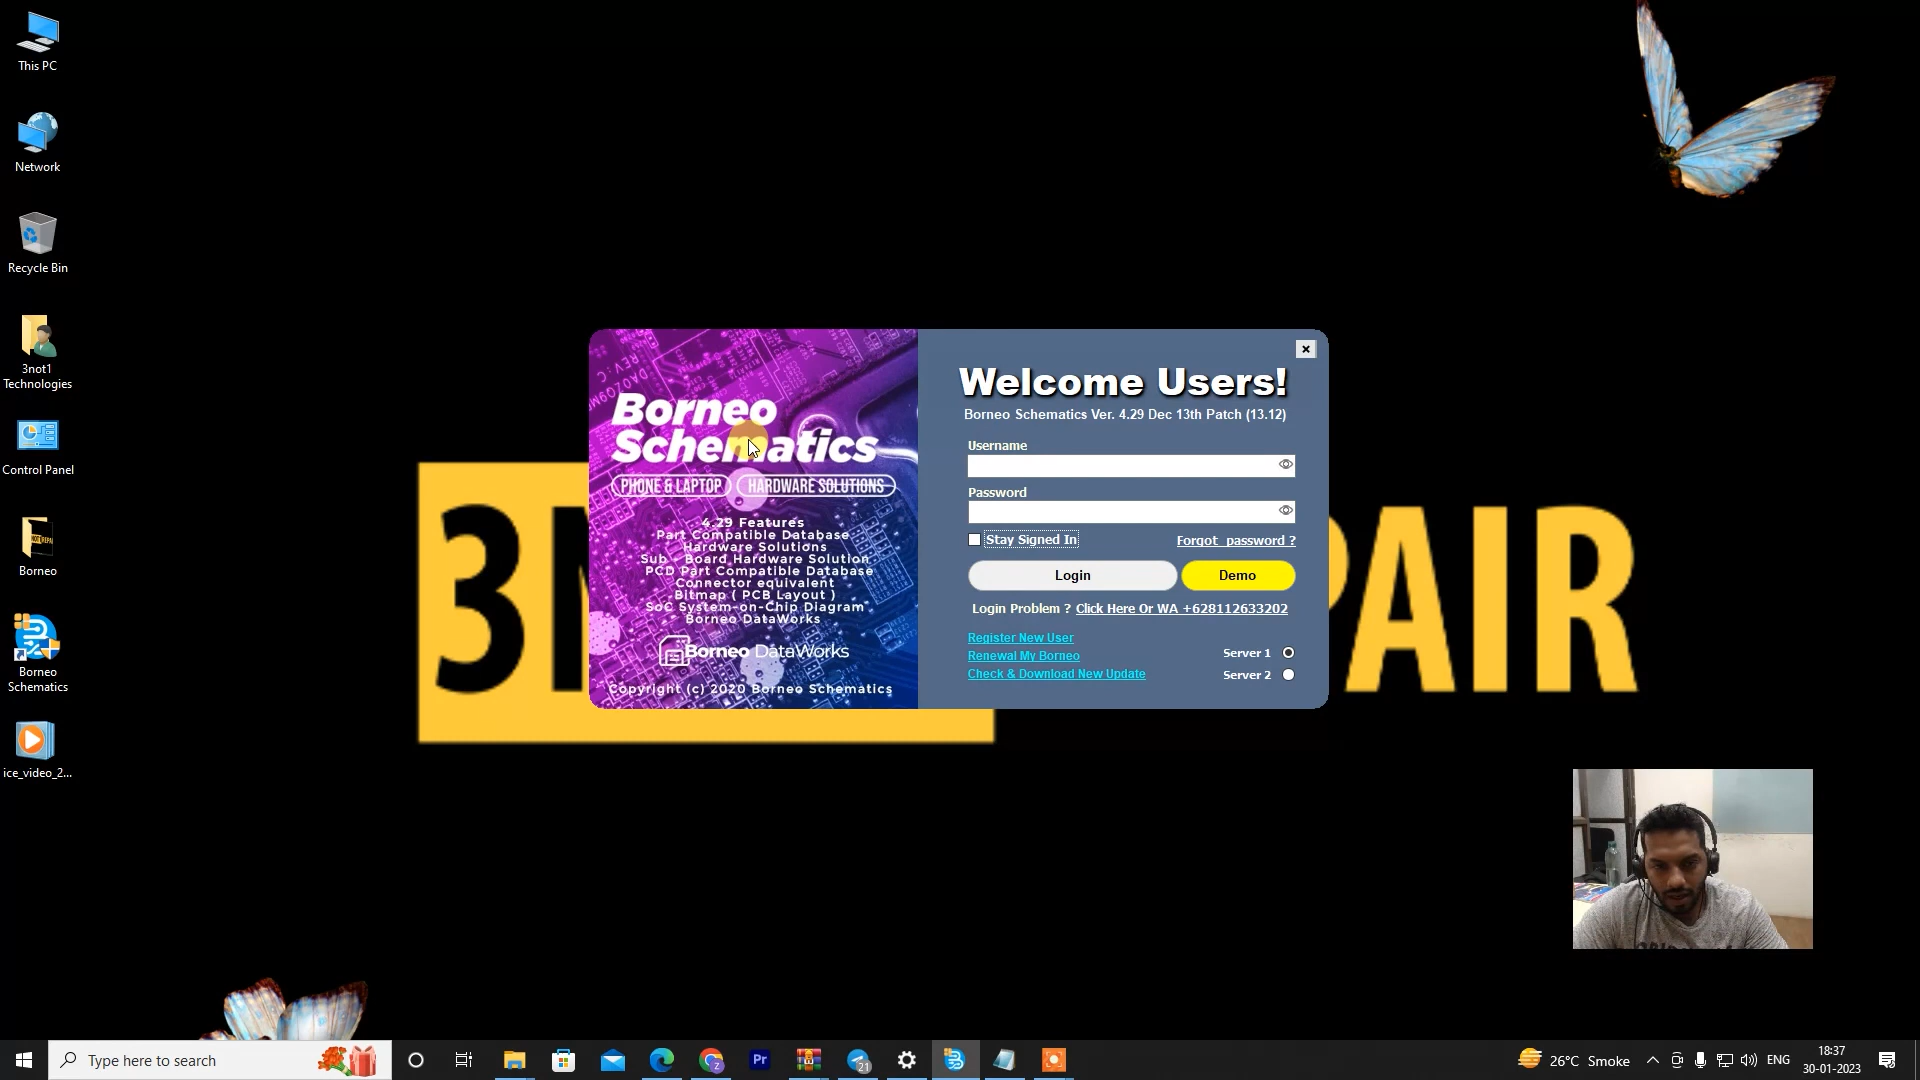 This PC
Network
Recycle Bin
3not1
Technologies
Control Panel
Borneo
Borneo
Schematics
ice_video_2...
3
PAIR
Borneo
Schematics
PHONE & LAPTOP HARDWARE SOLUTIONS
4.29 Features
Part Compatible Database
Hardware Solutions
Sub - Board Hardware Solution
PCD Part Compatible Database
Connector equivalent
Bitmap ( PCB Layout )
SoC System-on-Chip Diagram
Borneo DataWorks
Borneo DataWorks
Copyright (c) 2020 Borneo Schematics
Welcome Users!
Borneo Schematics Ver. 4.29 Dec 13th Patch (13.12)
Username
Password
Stay Signed In
Forgot password ?
Login
Demo
Login Problem ? Click Here Or WA +628112633202
Register New User
Renewal My Borneo
Check & Download New Update
Server 1
Server 2
Type here to search
Pr
21
26°C Smoke
ENG
18:37
30-01-2023